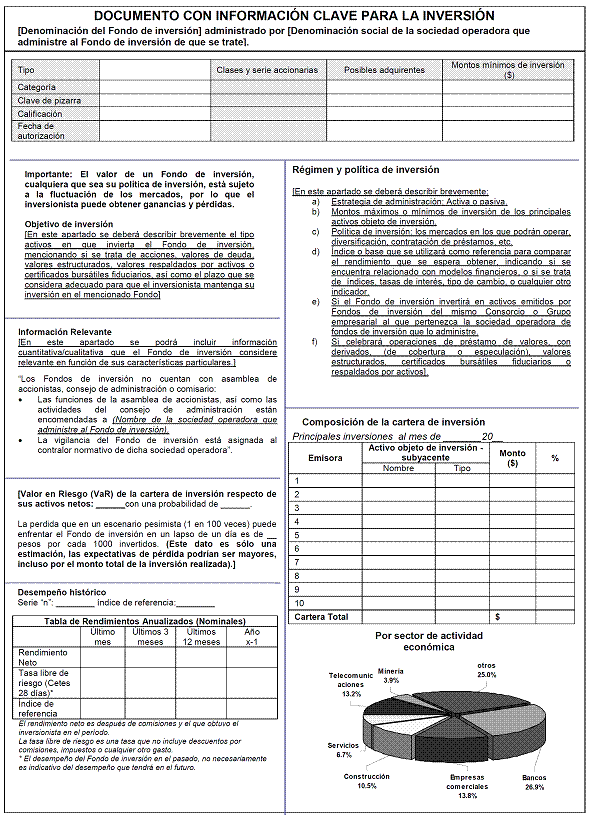 DOCUMENTO CON INFORMACIÓN CLAVE PARA LA INVERSIÓN
[Denominación del Fondo de inversión] administrado por [Denominación social de la sociedad operadora que
administre al Fondo de inversión de que se trate].
Tipo
Clases y serie accionarias
Posibles adquirentes
Montos mínimos de inversión
($)
Categoría
Clave de pizarra
Calificación
Fecha de
autorización
Importante: El valor de un Fondo de inversión,
cualquiera que sea su política de inversión, está sujeto
a la fluctuación de los mercados, por lo que el
inversionista puede obtener ganancias y pérdidas.
Objetivo de inversión
[En este apartado se deberá describir brevemente el tipo
activos en que invierta el Fondo de inversión,
mencionando si se trata de acciones, valores de deuda,
valores estructurados, valores respaldados por activos o
certificados bursátiles fiduciarios, así como el plazo que se
considera adecuado para que el inversionista mantenga su
inversión en el mencionado Fondo]
Información Relevante
[En este apartado se podrá incluir información
cuantitativa/cualitativa que el Fondo de inversión considere
relevante en función de sus características particulares.]
“Los Fondos de inversión no cuentan con asamblea de
accionistas, consejo de administración o comisario:
• Las funciones de la asamblea de accionistas, así como las
actividades del consejo de administración están
encomendadas a (Nombre de la sociedad operadora que
administre al Fondo de inversión).
• La vigilancia del Fondo de inversión está asignada al
contralor normativo de dicha sociedad operadora”.
[Valor en Riesgo (VaR) de la cartera de inversión respecto de
sus activos netos: ______con una probabilidad de ______.
La perdida que en un escenario pesimista (1 en 100 veces) puede
enfrentar el Fondo de inversión en un lapso de un día es de __
pesos por cada 1000 invertidos. (Este dato es sólo una
estimación, las expectativas de pérdida podrían ser mayores,
incluso por el monto total de la inversión realizada).]
Desempeño histórico
Serie “n”: ________ índice de referencia:________
Tabla de Rendimientos Anualizados (Nominales)
Último
mes
Últimos 3
meses
Últimos
12 meses
Año
x-1
Rendimiento
Neto
Tasa libre de
riesgo (Cetes
28 días)*
Índice de
referencia
El rendimiento neto es después de comisiones y el que obtuvo el
inversionista en el período.
La tasa libre de riesgo es una tasa que no incluye descuentos por
comisiones, impuestos o cualquier otro gasto.
* El desempeño del Fondo de inversión en el pasado, no necesariamente
es indicativo del desempeño que tendrá en el futuro.
Régimen y política de inversión
[En este apartado se deberá describir brevemente:
a) Estrategia de administración: Activa o pasiva.
b) Montos máximos o mínimos de inversión de los principales
activos objeto de inversión.
c) Política de inversión: los mercados en los que podrán operar,
diversificación, contratación de préstamos, etc.
d) Índice o base que se utilizará como referencia para comparar
el rendimiento que se espera obtener, indicando si se
encuentra relacionado con modelos financieros, o si se trata
de índices, tasas de interés, tipo de cambio, o cualquier otro
indicador.
e) Si el Fondo de inversión invertirá en activos emitidos por
Fondos de inversión del mismo Consorcio o Grupo
empresarial al que pertenezca la sociedad operadora de
fondos de inversión que lo administre.
f) Si celebrará operaciones de préstamo de valores, con
derivados, (de cobertura o especulación), valores
estructurados, certificados bursátiles fiduciarios o
respaldados por activos].
Composición de la cartera de inversión
Principales inversiones al mes de _______20__
Emisora
Activo objeto de inversión -
subyacente
Monto
($)
%
Nombre
Tipo
1
2
3
4
5
6
7
8
9
10
Cartera Total
$
Por sector de actividad
económica
Telecomunic
aciones
13.2%
Minería
3.9%
otros
25.0%
Servicios
6.7%
Construcción
10.5%
Empresas
comerciales
13.8%
Bancos
26.9%